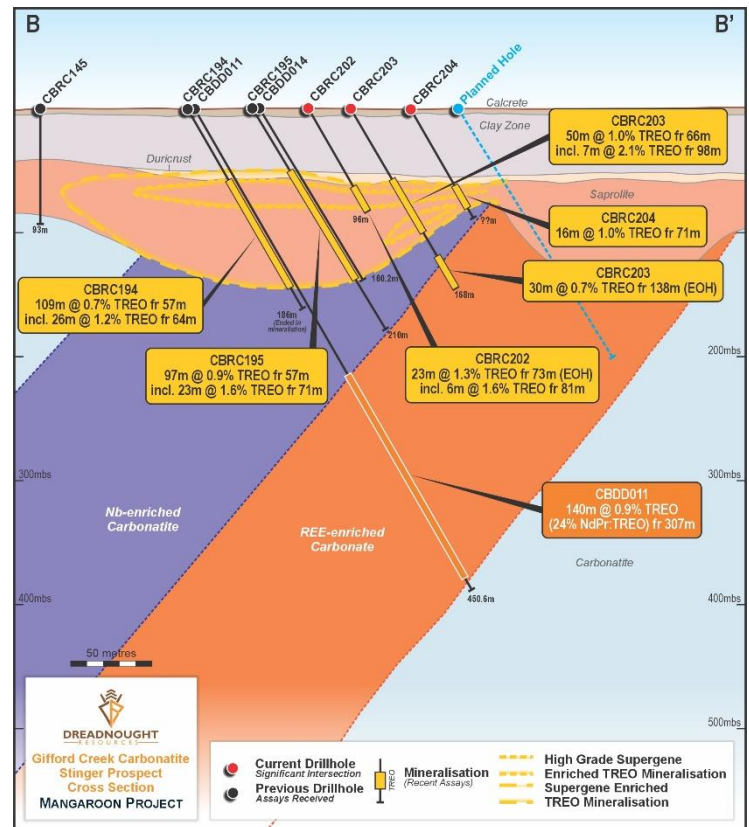 B
B'
CBRC145
CBRC194
CBDD011
CBRC195
CBDD014
CBRC202
CBRC203
CBRC204
Planned Hole
Calcrete
Clay Zone
Duricrust
Saprolite
CBRC203
50m @ 1.0% TREO fr 66m
incl. 7m @ 2.1% TREO fr 98m
CBRC204
16m @ 1.0% TREO fr 71m
CBRC203
30m @ 0.7% TREO fr 138m (EOH)
93m
96m
??m
160.2m
168m
186m
(Ended in
mineralisation)
210m
CBRC194
109m @ 0.7% TREO fr 57m
incl. 26m @ 1.2% TREO fr 64m
CBRC195
97m @ 0.9% TREO fr 57m
incl. 23m @ 1.6% TREO fr 71m
CBRC202
23m @ 1.3% TREO fr 73m (EOH)
incl. 6m @ 1.6% TREO fr 81m
200mbs
300mbs
300mbs
Nb-enriched
Carbonatite
REE-enriched
Carbonate
CBDD011
140m @ 0.9% TREO
(24% NdPr:TREO) fr 307m
Carbonatite
450.6m
400mbs
400mbs
50 metres
500mbs
DREADNOUGHT
RESOURCES
Gifford Creek Carbonatite
Stinger Prospect
Cross Section
MANGAROON PROJECT
Current Drillhole
Significant Intersection
Previous Drillhole
Assays Received
TREO
Mineralisation
(Recent Assays)
High Grade Supergene
Enriched TREO Mineralisation
Supergene Enriched
TREO Mineralisation